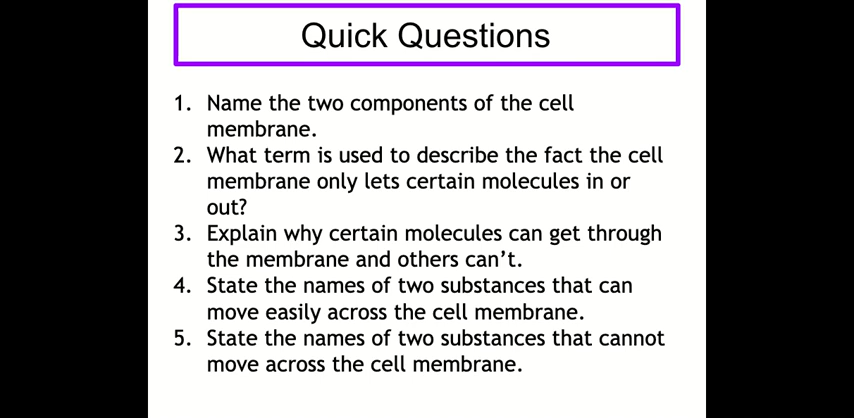 Quick Questions
1. Name the two components of the cell
membrane.
2. What term is used to describe the fact the cell
membrane only lets certain molecules in or
out?
3. Explain why certain molecules can get through
the membrane and others can’t.
4. State the names of two substances that can
move easily across the cell membrane.
5. State the names of two substances that cannot
move across the cell membrane.